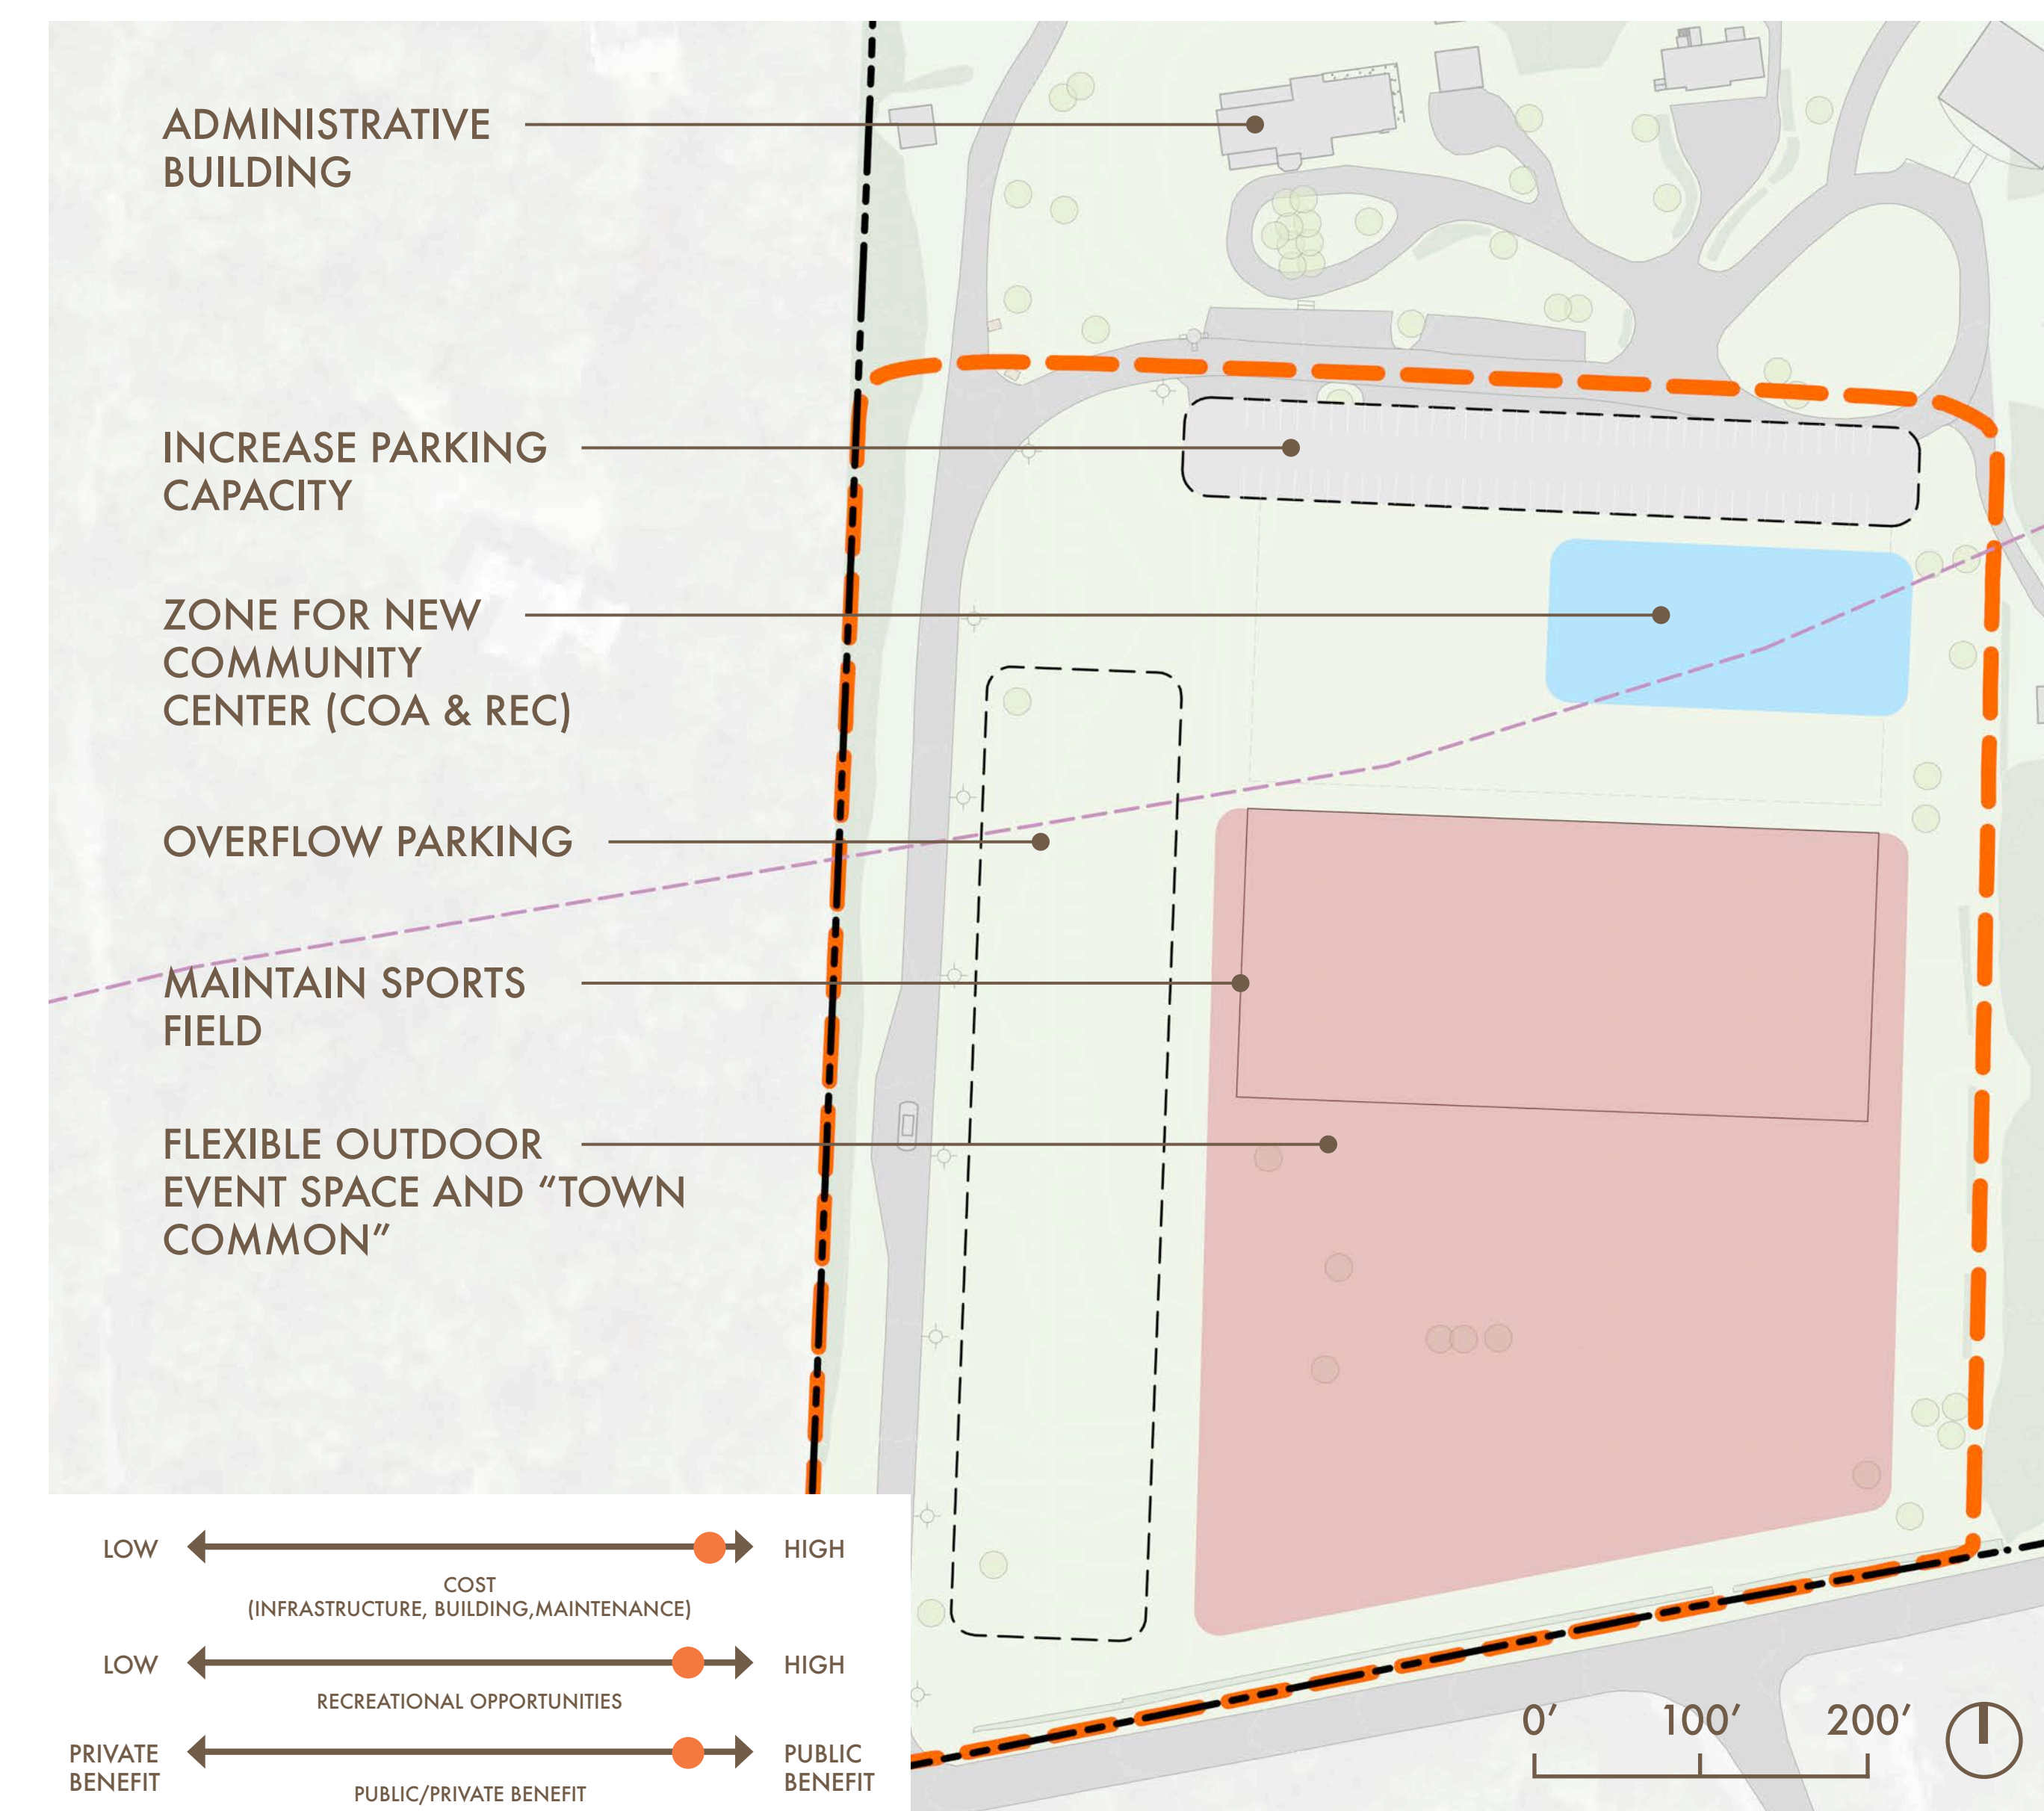 ADMINISTRATIVE
BUILDING
INCREASE PARKING
CAPACITY
ZONE FOR NEW
COMMUNITY
CENTER (COA & REC)
OVERFLOW PARKING
MAINTAIN SPORTS
FIELD
FLEXIBLE OUTDOOR
EVENT SPACE AND “TOWN
COMMON”
LOW HIGH
COST
(INFRASTRUCTURE, BUILDING,MAINTENANCE)
LOW HIGH
RECREATIONAL OPPORTUNITIES
PRIVATE
BENEFIT
PUBLIC
BENEFIT
PUBLIC/PRIVATE BENEFIT
0’ 100’ 200’